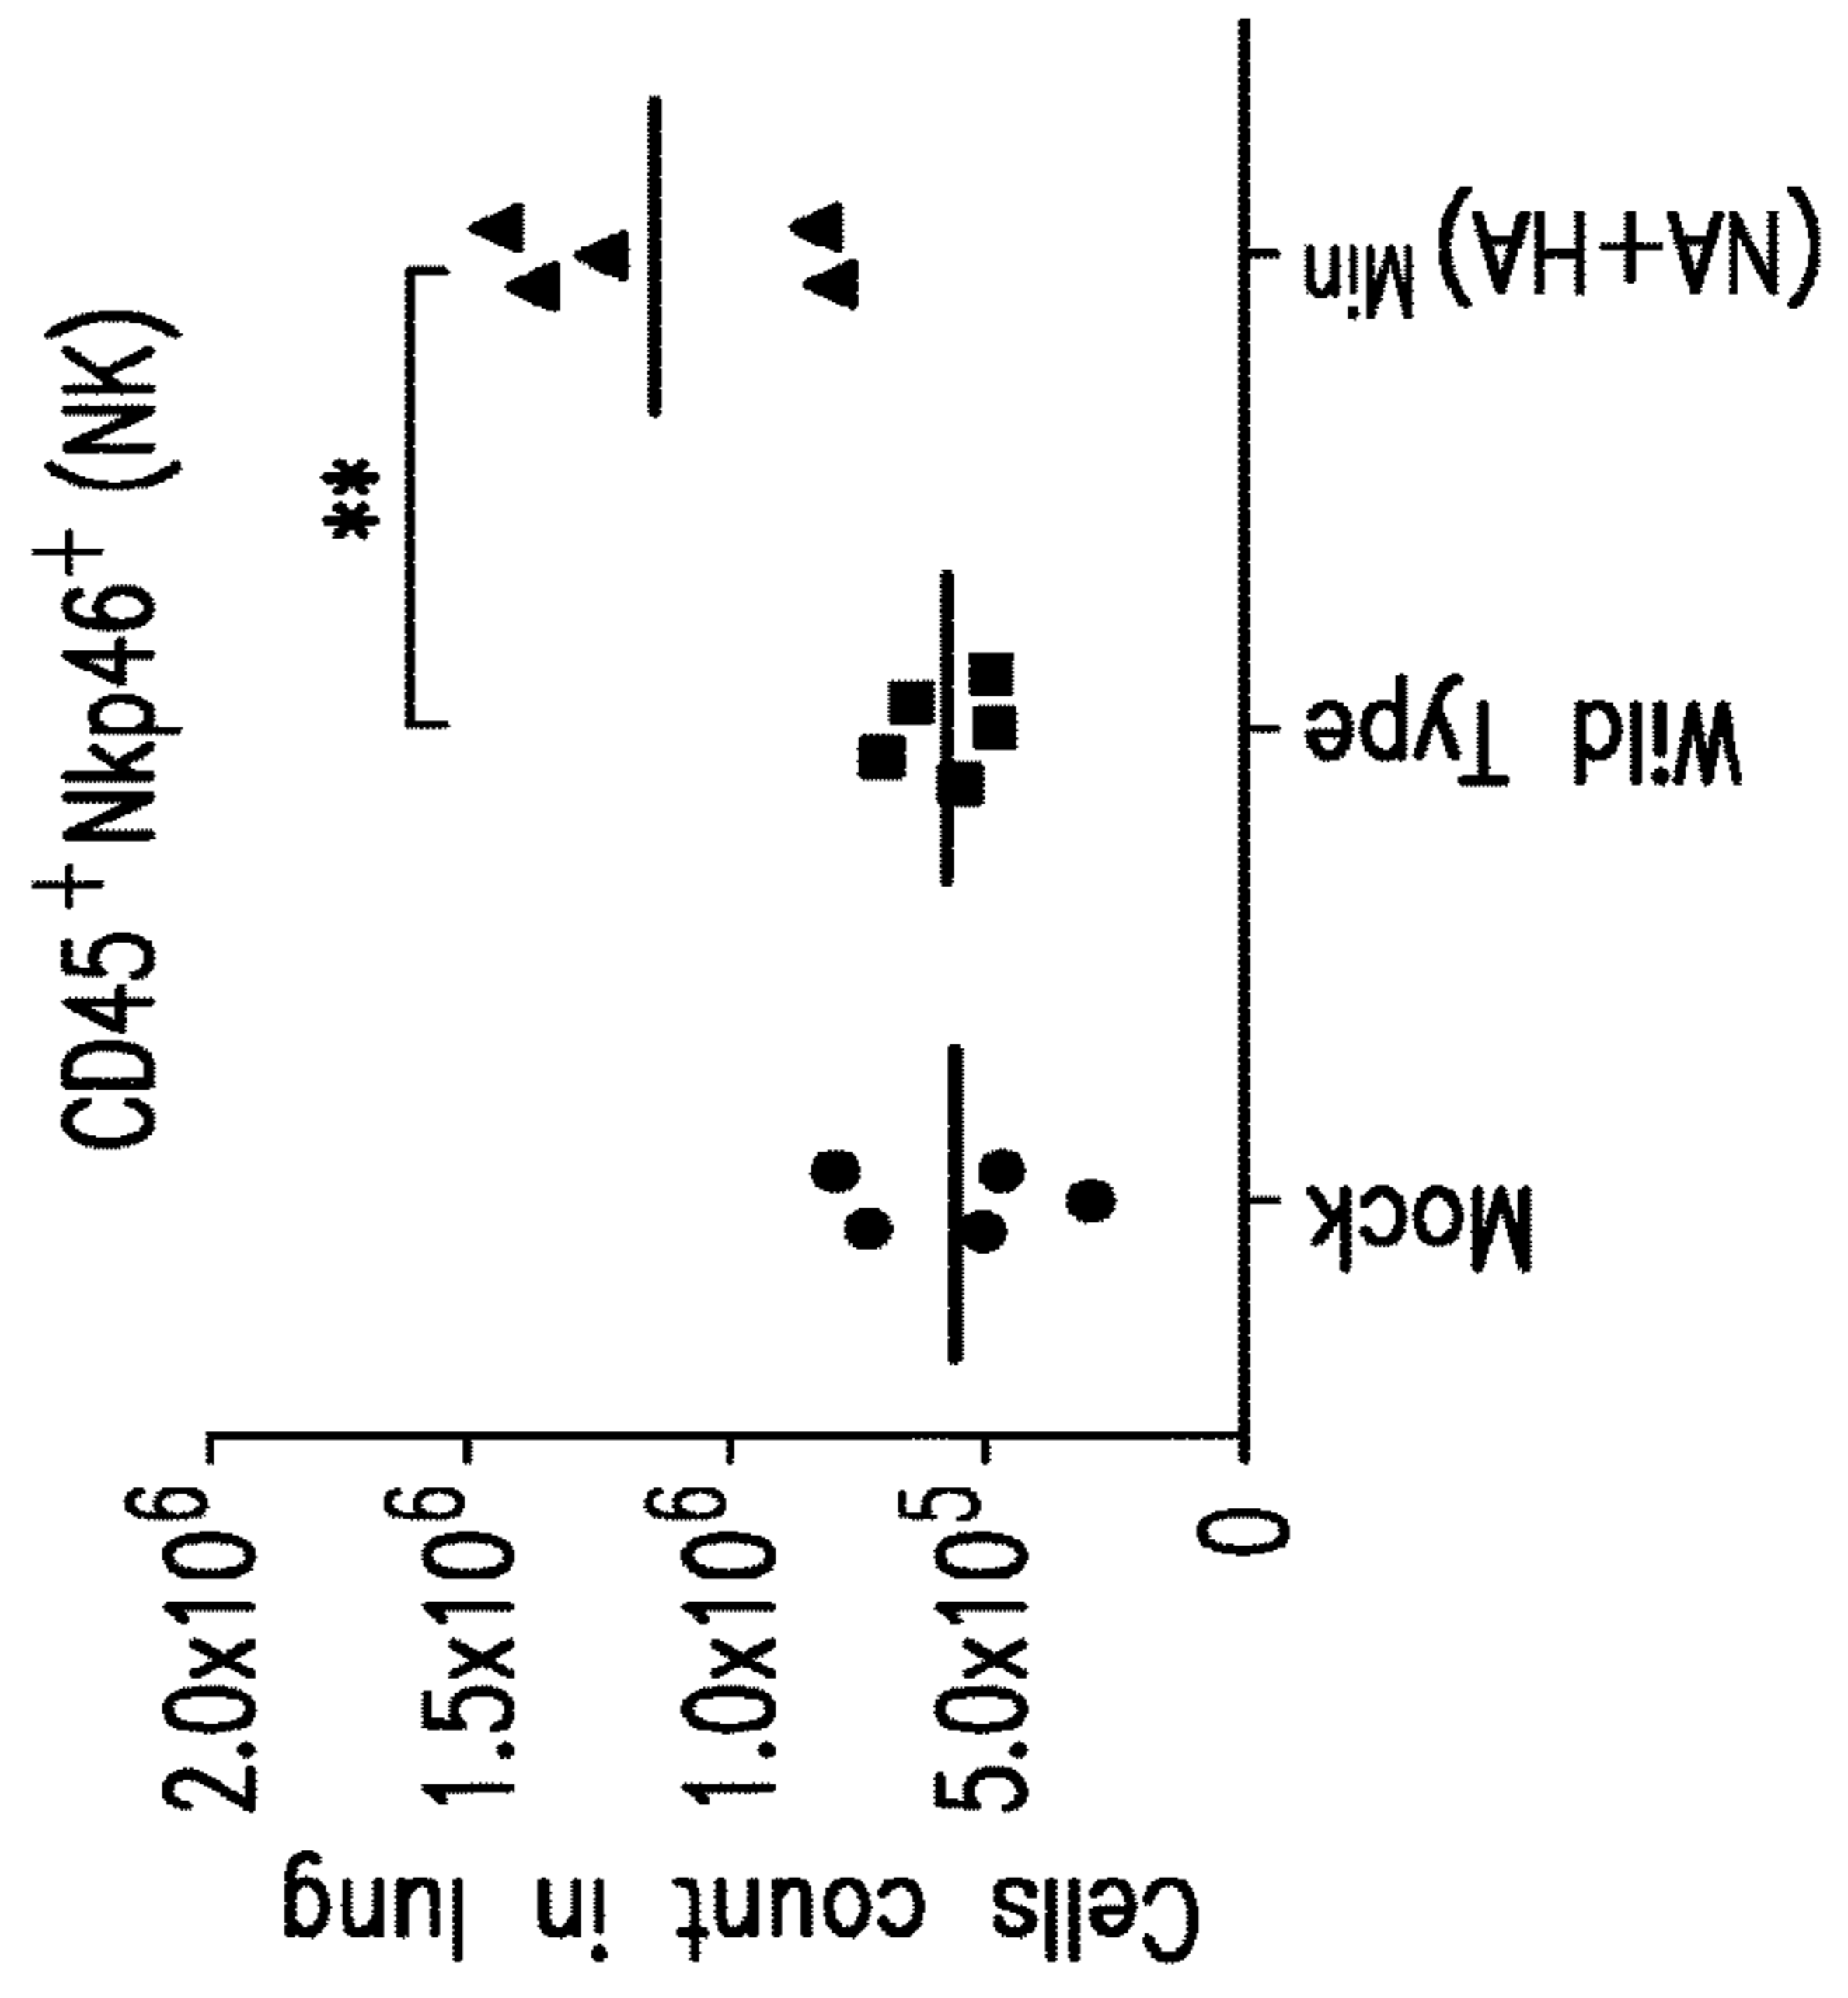 CD45⁺Nkp46⁺ (NK)
**
2.0x10⁶
1.5x10⁶
1.0x10⁶
5.0x10⁵
0
Cells count in lung
Mock
Wild Type
(NA+HA) Min